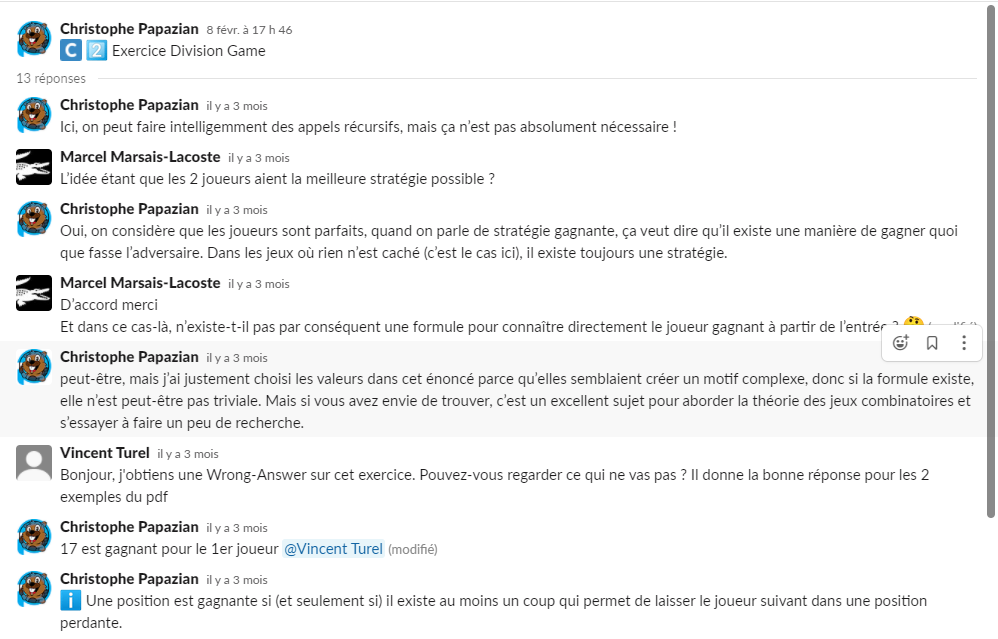 Christophe Papazian 8 févr. à 17 h 46
C 2 Exercice Division Game
13 réponses
Christophe Papazian il y a 3 mois
Ici, on peut faire intelligemment des appels récursifs, mais ça n’est pas absolument nécessaire !
Marcel Marsais-Lacoste il y a 3 mois
L’idée étant que les 2 joueurs aient la meilleure stratégie possible ?
Christophe Papazian il y a 3 mois
Oui, on considère que les joueurs sont parfaits, quand on parle de stratégie gagnante, ça veut dire qu’il existe une manière de gagner quoi
que fasse l’adversaire. Dans les jeux où rien n’est caché (c’est le cas ici), il existe toujours une stratégie.
Marcel Marsais-Lacoste il y a 3 mois
D’accord merci
Et dans ce cas-là, n’existe-t-il pas par conséquent une formule pour connaître directement le joueur gagnant à partir de l’entrée ? 🤔
Christophe Papazian il y a 3 mois
peut-être, mais j’ai justement choisi les valeurs dans cet énoncé parce qu’elles semblaient créer un motif complexe, donc si la formule existe,
elle n’est peut-être pas triviale. Mais si vous avez envie de trouver, c’est un excellent sujet pour aborder la théorie des jeux combinatoires et
s’essayer à faire un peu de recherche.
Vincent Turel il y a 3 mois
Bonjour, j'obtiens une Wrong-Answer sur cet exercice. Pouvez-vous regarder ce qui ne vas pas ? Il donne la bonne réponse pour les 2
exemples du pdf
Christophe Papazian il y a 3 mois
17 est gagnant pour le 1er joueur @Vincent Turel (modifié)
Christophe Papazian il y a 3 mois
i Une position est gagnante si (et seulement si) il existe au moins un coup qui permet de laisser le joueur suivant dans une position
perdante.